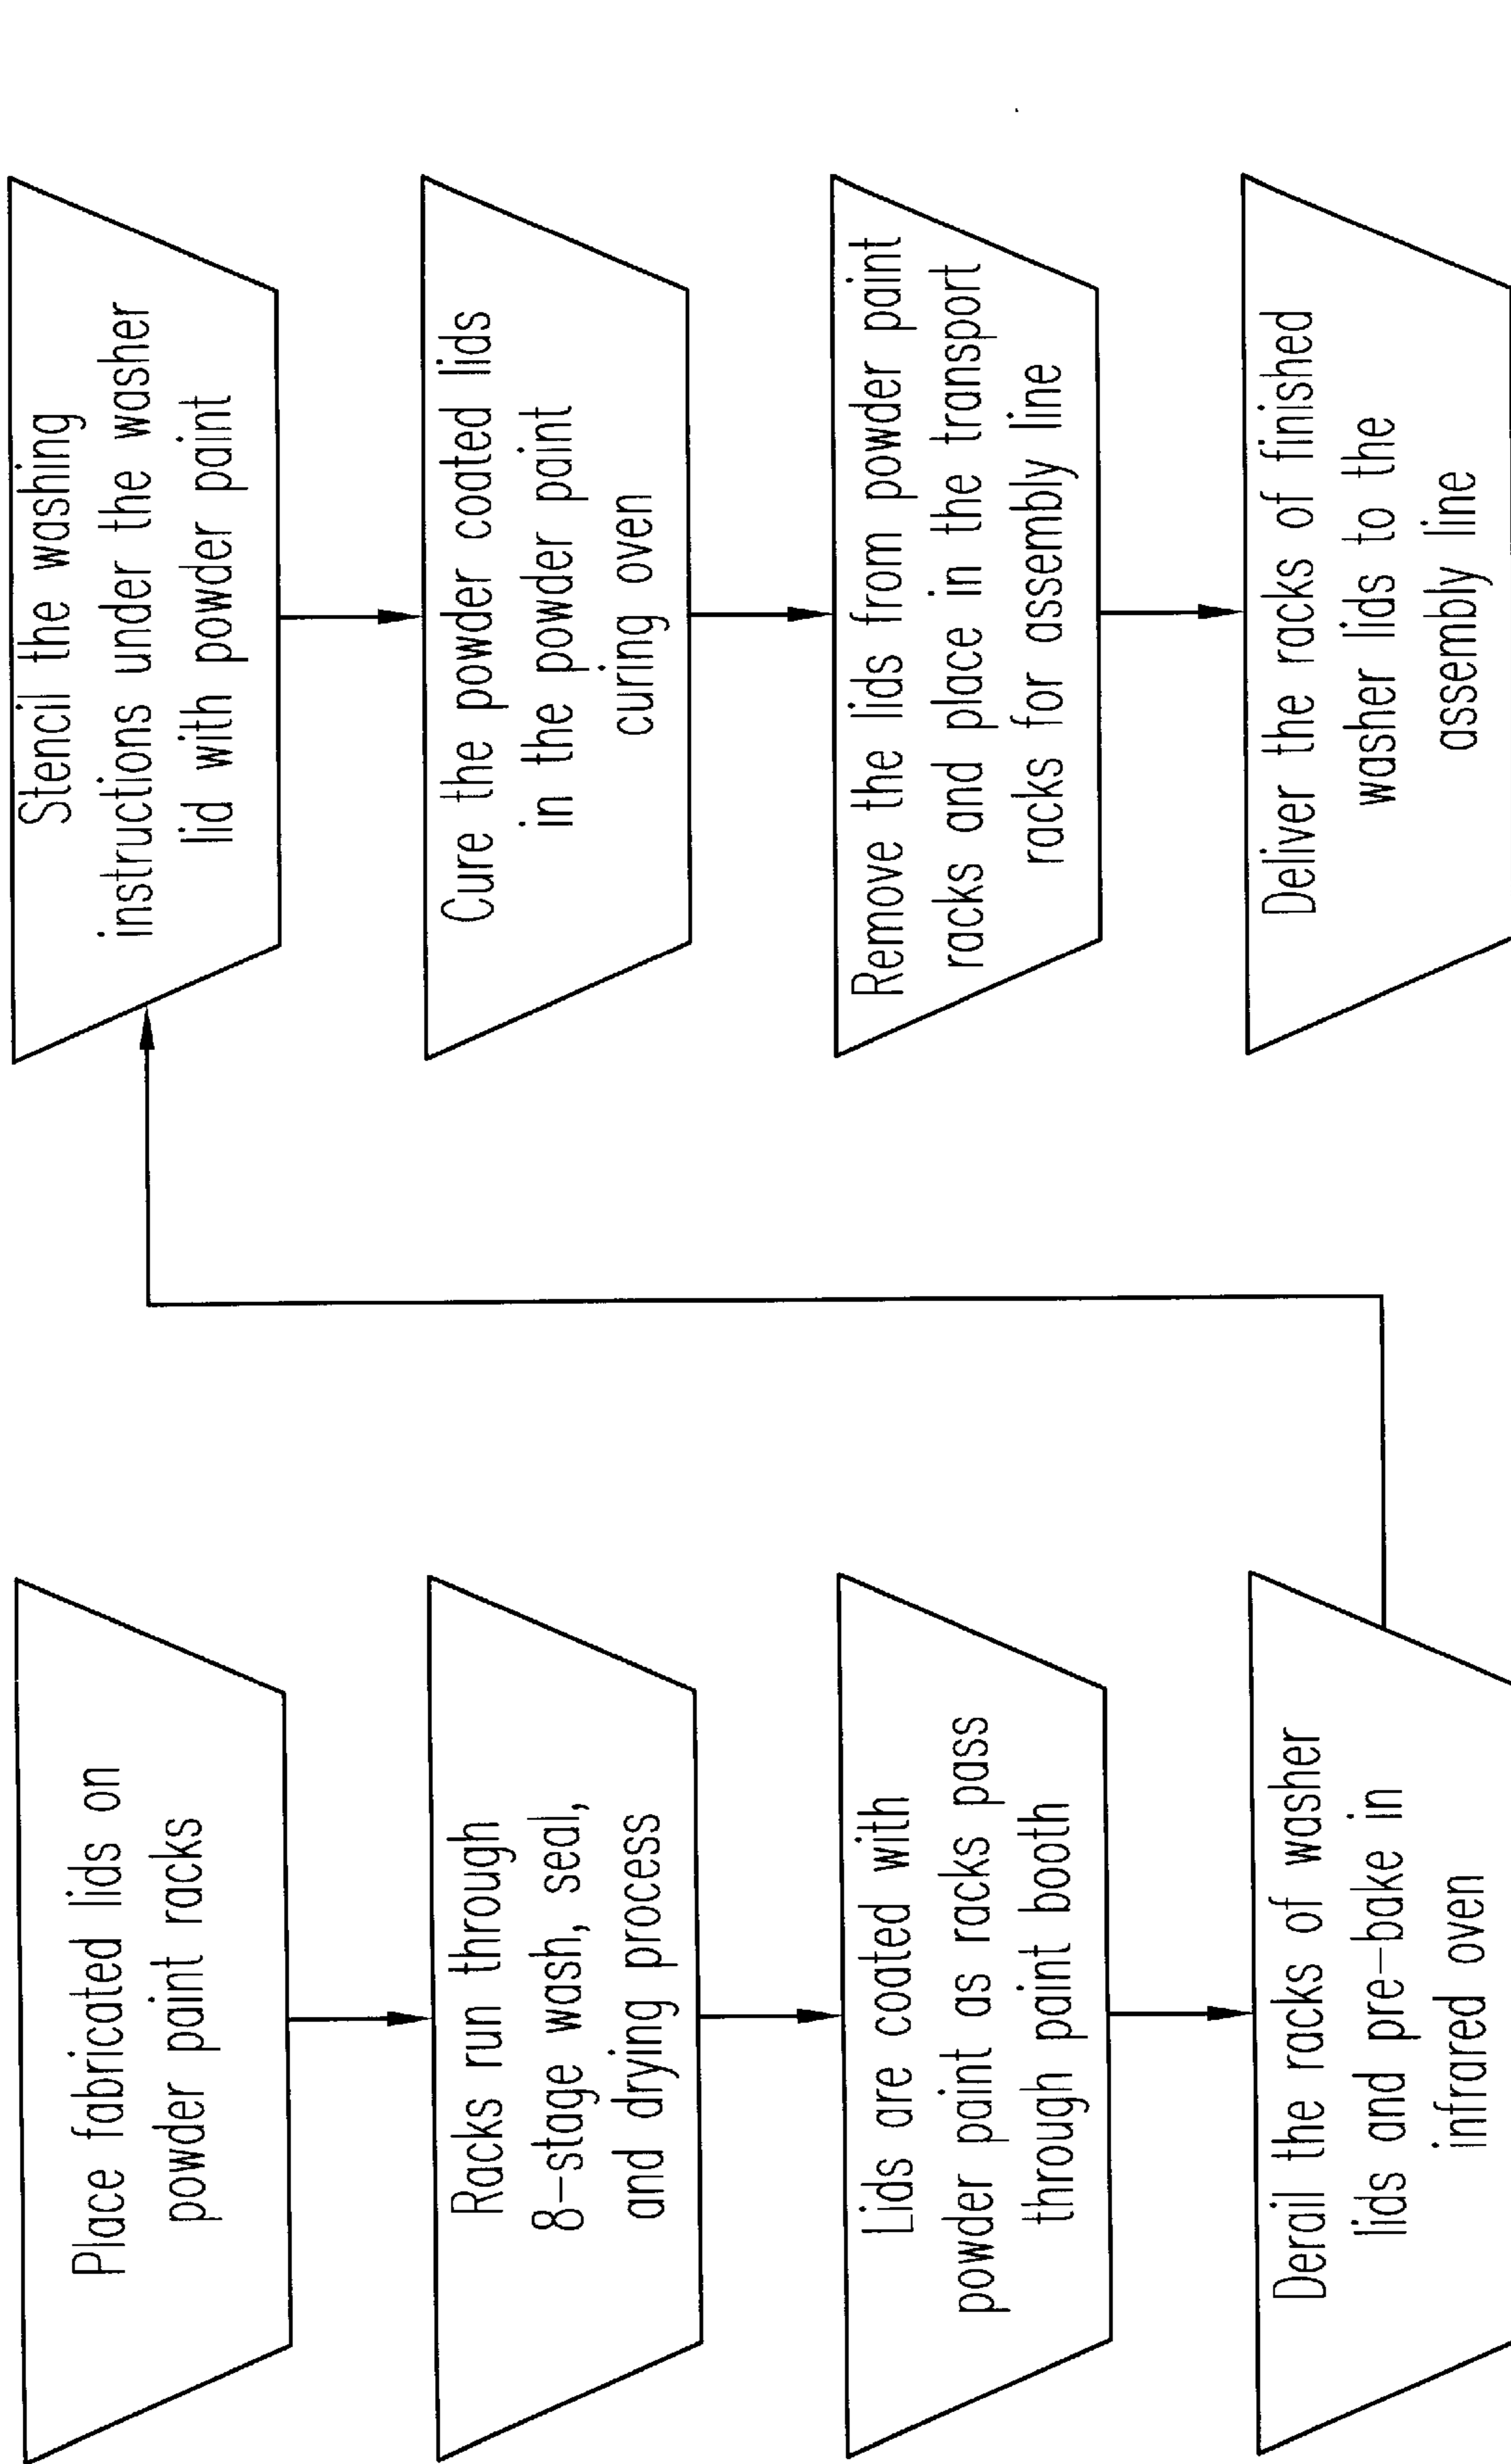 Place fabricated lids on
powder paint racks
Racks run through
8-stage wash, seal,
and drying process
Lids are coated with
powder paint as racks pass
through paint booth
Derail the racks of washer
lids and pre-bake in
infrared oven
Stencil the washing
instructions under the washer
lid with powder paint
Cure the powder coated lids
in the powder paint
curing oven
Remove the lids from powder paint
racks and place in the transport
racks for assembly line
Deliver the racks of finished
washer lids to the
assembly line